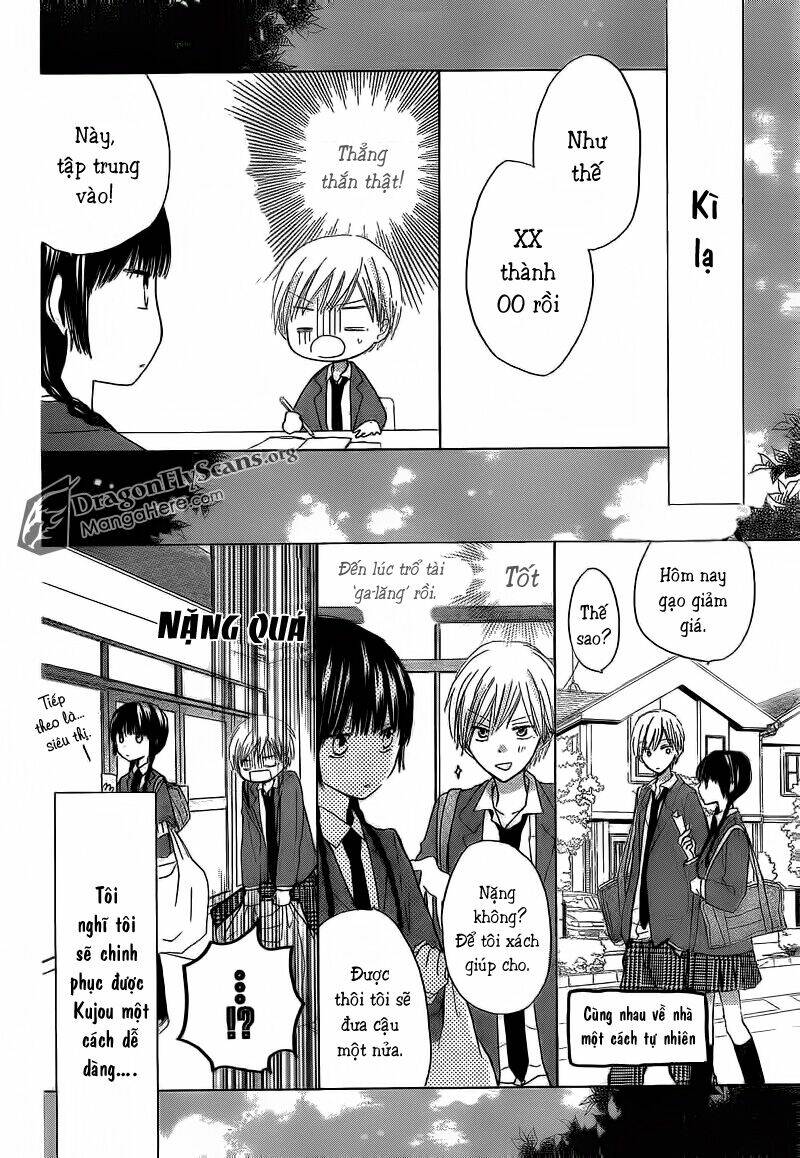 Kì
lạ
Như
thế
XX
thành
OO rồi
Thẳng
thắn thật!
Này,
tập trung
vào!
DragonFlyScans.org
MangaHere.com
Hôm nay
gạo giảm
giá.
Thế
sao?
Cùng nhau về nhà
một cách tự nhiên
Tốt
Đến lúc trổ tài
'ga-lăng' rồi.
Nặng
không?
Để tôi xách
giúp cho.
Được
thôi tôi sẽ
đưa cậu
một nửa.
NẶNG QUÁ
Tiếp
theo là...
siêu thị.
...!?
Tôi
nghĩ tôi
sẽ chinh
phục được
Kujou một
cách dễ
dàng....